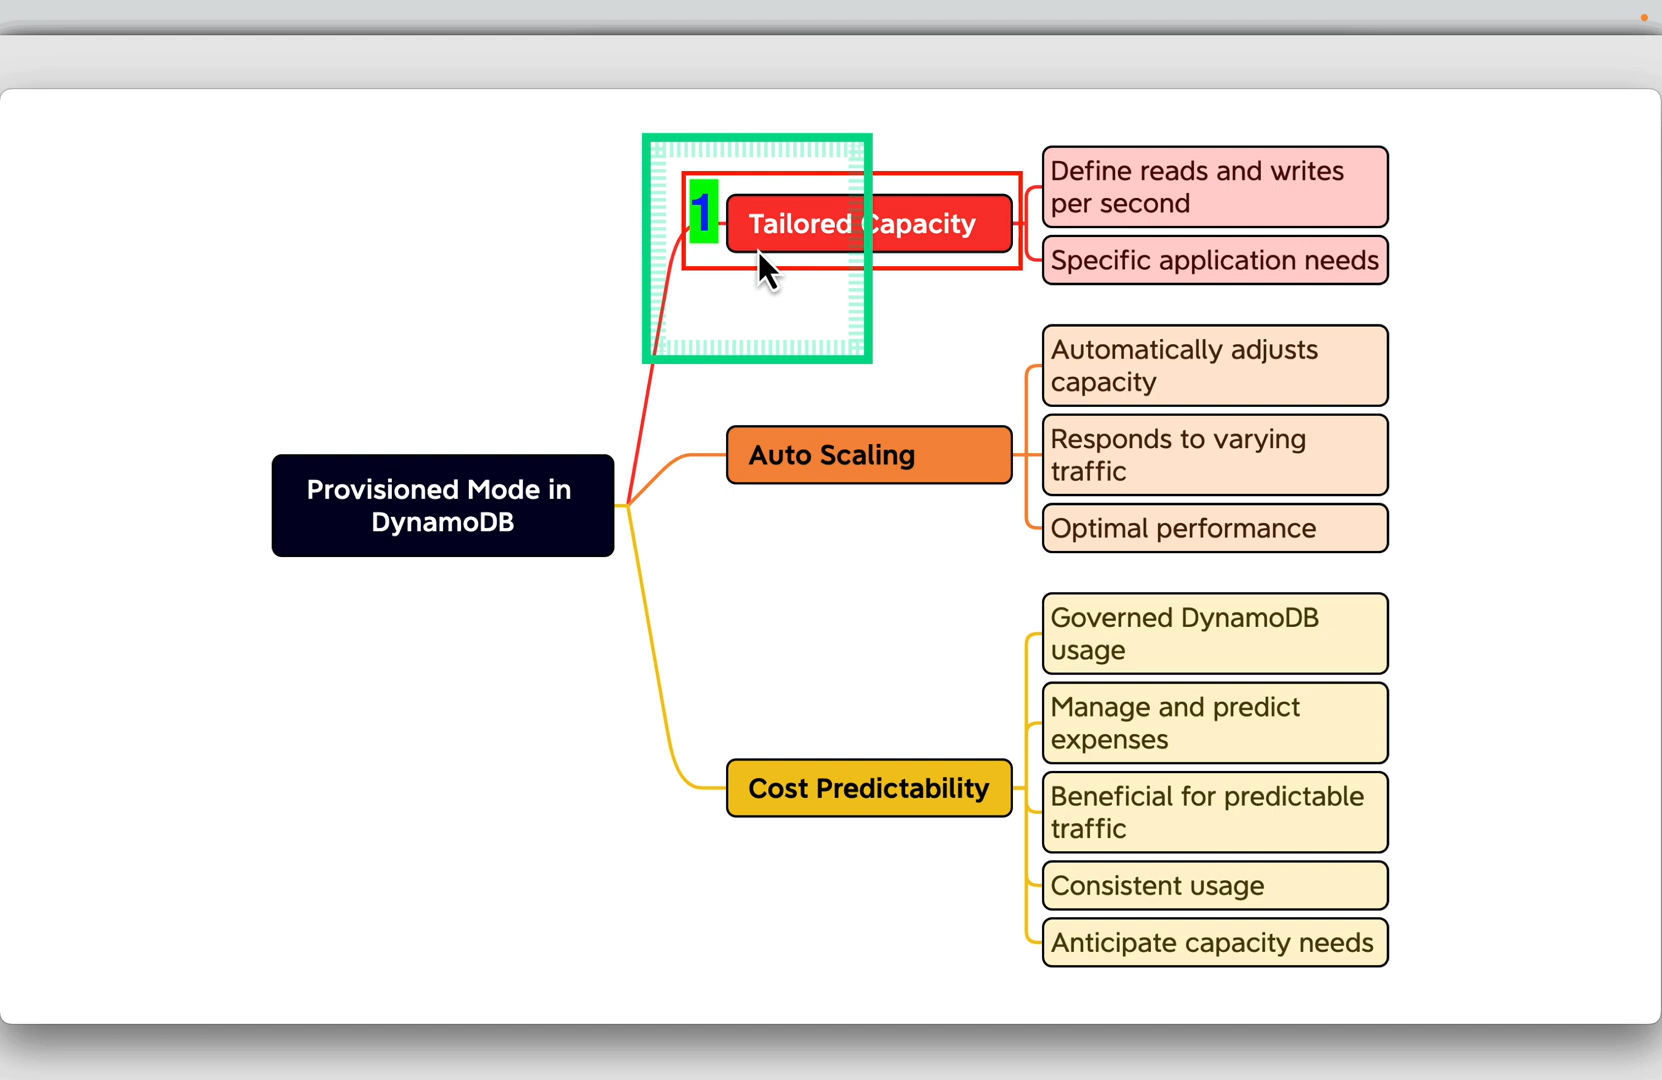 Provisioned Mode in
DynamoDB
1
Tailored Capacity
Define reads and writes
per second
Specific application needs
Auto Scaling
Automatically adjusts
capacity
Responds to varying
traffic
Optimal performance
Cost Predictability
Governed DynamoDB
usage
Manage and predict
expenses
Beneficial for predictable
traffic
Consistent usage
Anticipate capacity needs